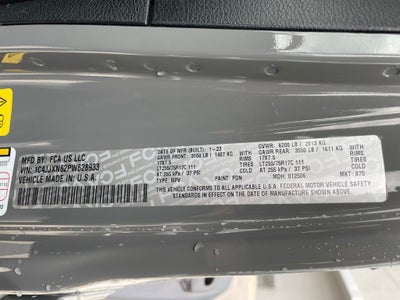 MFD BY: FCA US LLC
VIN: 1C4JJXN62PW626933
VEHICLE MADE IN: U.S.A.
DATE OF MFR (BUILT): 1-23
GVWR: 6200 LB / 2813 KG
GAWR FRONT: 3100 LB / 1407 KG
GAWR REAR: 3550 LB / 1611 KG
17X7.5
17X7.5
LT255/75R17C 111
LT255/75R17C 111
COLD
COLD
AT 255 kPa / 37 PSI
AT 255 kPa / 37 PSI
TYPE: MPV
PAINT: PDN
MDH: 012506
MKT: 875
THIS VEHICLE CONFORMS TO ALL APPLICABLE U.S.A. FEDERAL MOTOR VEHICLE SAFETY
STANDARDS IN EFFECT ON THE DATE OF MANUFACTURE SHOWN ABOVE.